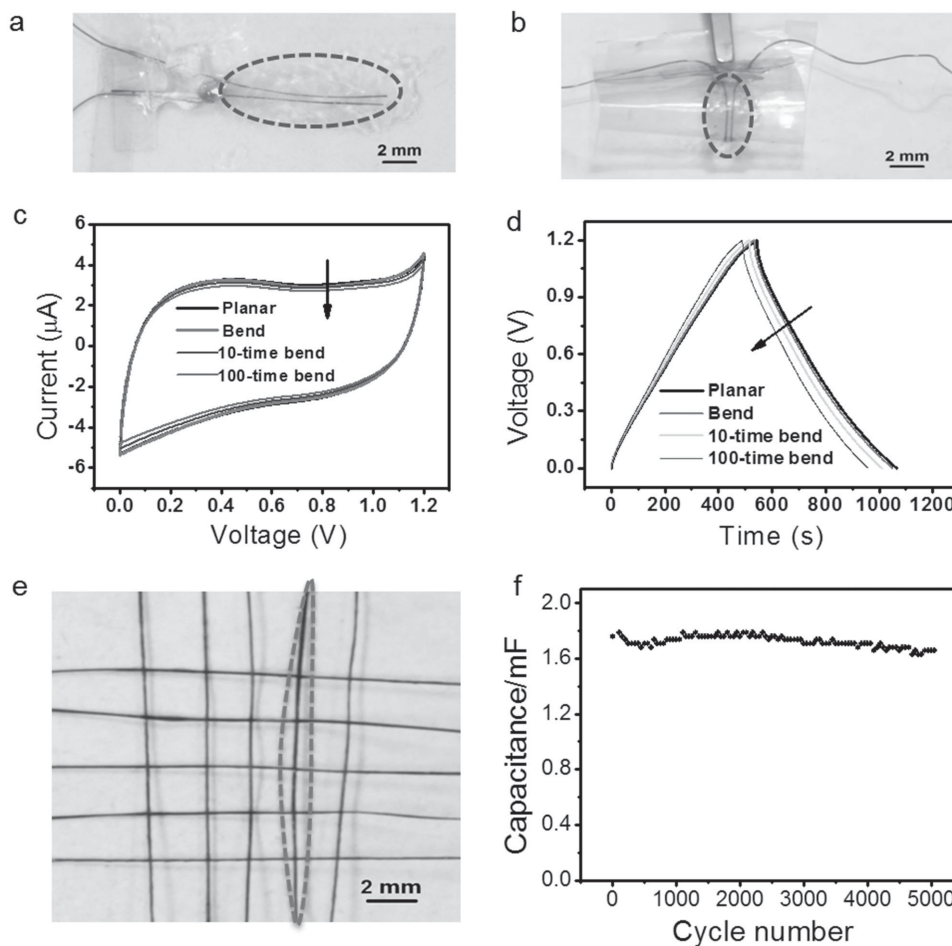 a
2 mm
b
2 mm
c
6
4
2
0
-2
-4
-6
Current (μA)
Planar
Bend
10-time bend
100-time bend
0.0 0.2 0.4 0.6 0.8 1.0 1.2
Voltage (V)
d
1.2
0.9
0.6
0.3
0.0
Voltage (V)
Planar
Bend
10-time bend
100-time bend
0 200 400 600 800 1000 1200
Time (s)
e
2 mm
f
2.0
1.6
1.2
0.8
0.4
0.0
Capacitance/mF
0 1000 2000 3000 4000 5000
Cycle number